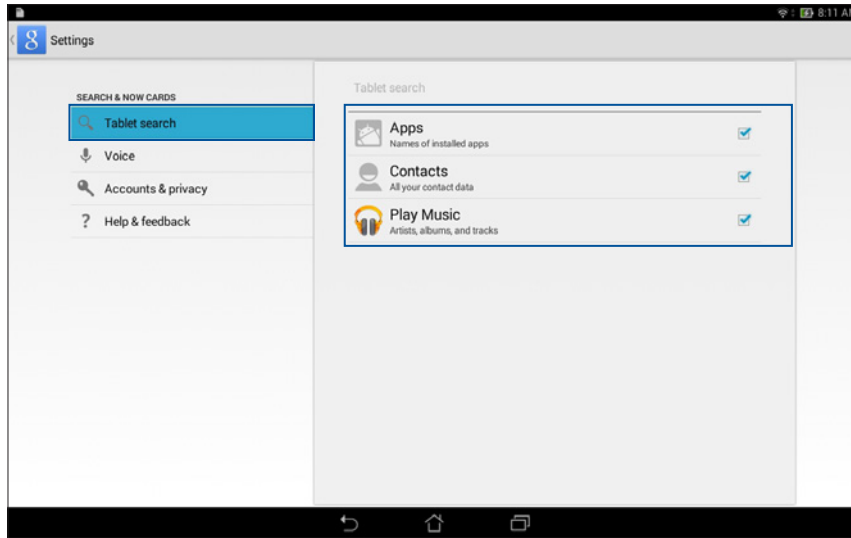 8:11 AM
Settings
SEARCH & NOW CARDS
Tablet search
Voice
Accounts & privacy
? Help & feedback
Tablet search
Apps
Names of installed apps
Contacts
All your contact data
Play Music
Artists, albums, and tracks